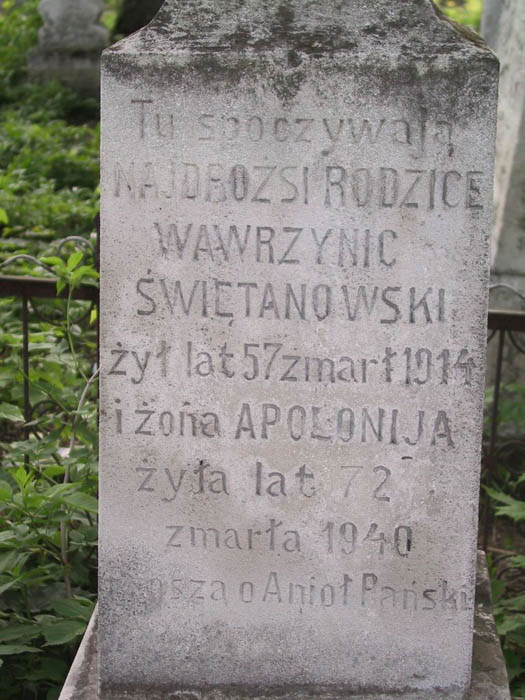 Tu spoczywają
NAJDROŻSI RODZICE
WAWRZYNIC
ŚWIĘTANOWSKI
żył lat 57 zmarł 1914
i żona APOLONIJA
żyła lat 72
zmarła 1940
proszą o Anioł Pański